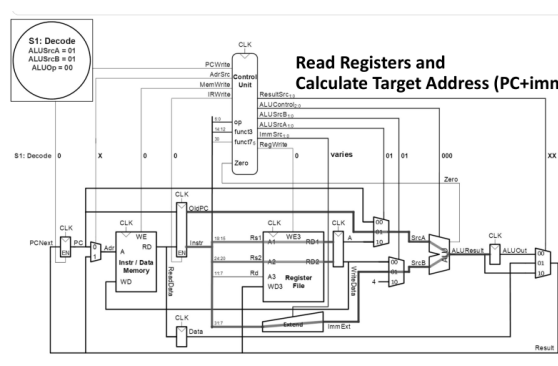 S1: Decode
ALUSrcA = 01
ALUSrcB = 01
ALUOp = 00
Read Registers and
Calculate Target Address (PC+imm
CLK
PCWrite
AdrSrc
MemWrite
IRWrite
Control
Unit
ResultSrc1:0
ALUControl2:0
ALUSrcB1:0
ALUSrcA1:0
ImmSrc1:0
RegWrite
6:0
op
14:12
funct3
30
funct75
Zero
S1: Decode 0 X 0 0 0 varies 01 01 000 XX
Zero
CLK
OldPC
CLK CLK CLK CLK CLK
PCNext PC EN
0
1
Adr
WE
A RD
Instr / Data
Memory
WD
EN
Instr
19:15 Rs1 A1
24:20 Rs2 A2
11:7 Rd A3
WE3
RD1
RD2
Register
File
WD3
A
WriteData
00
01
10
SrcA
00
01
10
4
SrcB
ALU
ALUResult
ALUOut
00
01
10
ReadData
CLK
Data
31:7
Extend
ImmExt
Result